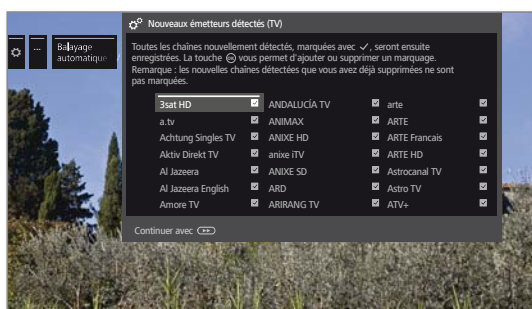 Nouveaux émetteurs détectés (TV)
...
Balayage
automatique
Toutes les chaînes nouvellement détectés, marquées avec ✓, seront ensuite
enregistrées. La touche OK vous permet d'ajouter ou supprimer un marquage.
Remarque : les nouvelles chaînes détectées que vous avez déjà supprimées ne sont
pas marquées.
3sat HD ANDALUCÍA TV arte
a.tv ANIMAX ARTE
Achtung Singles TV ANIXE HD ARTE Francais
Aktiv Direkt TV anixe iTV ARTE HD
Al Jazeera ANIXE SD Astrocanal TV
Al Jazeera English ARD Astro TV
Amore TV ARIRANG TV ATV+
Continuer avec